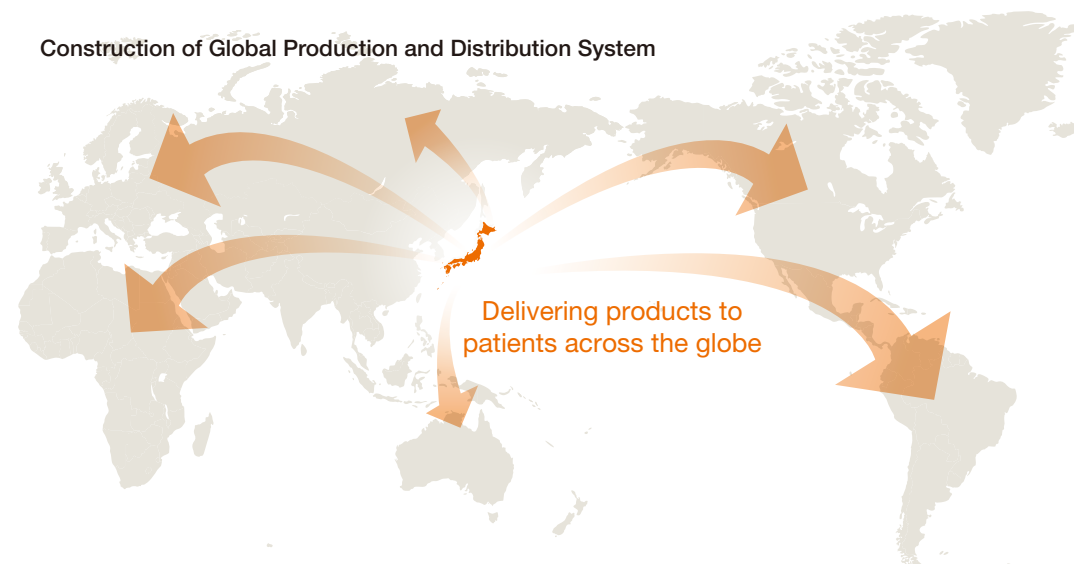 Construction of Global Production and Distribution System
Delivering products to
patients across the globe